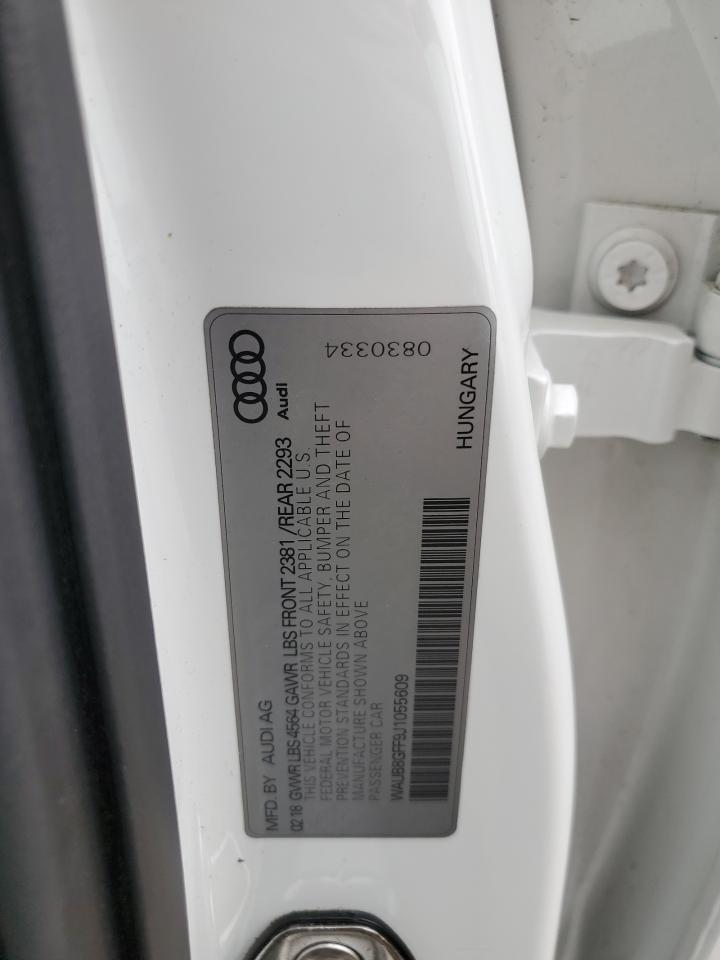 Audi
0830334
MFD. BY AUDI AG
02 18 GVWR LBS 4564 GAWR LBS FRONT 2381 /REAR 2293
THIS VEHICLE CONFORMS TO ALL APPLICABLE U.S.
FEDERAL MOTOR VEHICLE SAFETY, BUMPER AND THEFT
PREVENTION STANDARDS IN EFFECT ON THE DATE OF
MANUFACTURE SHOWN ABOVE
PASSENGER CAR
HUNGARY
WAUB8GFF9J1055609